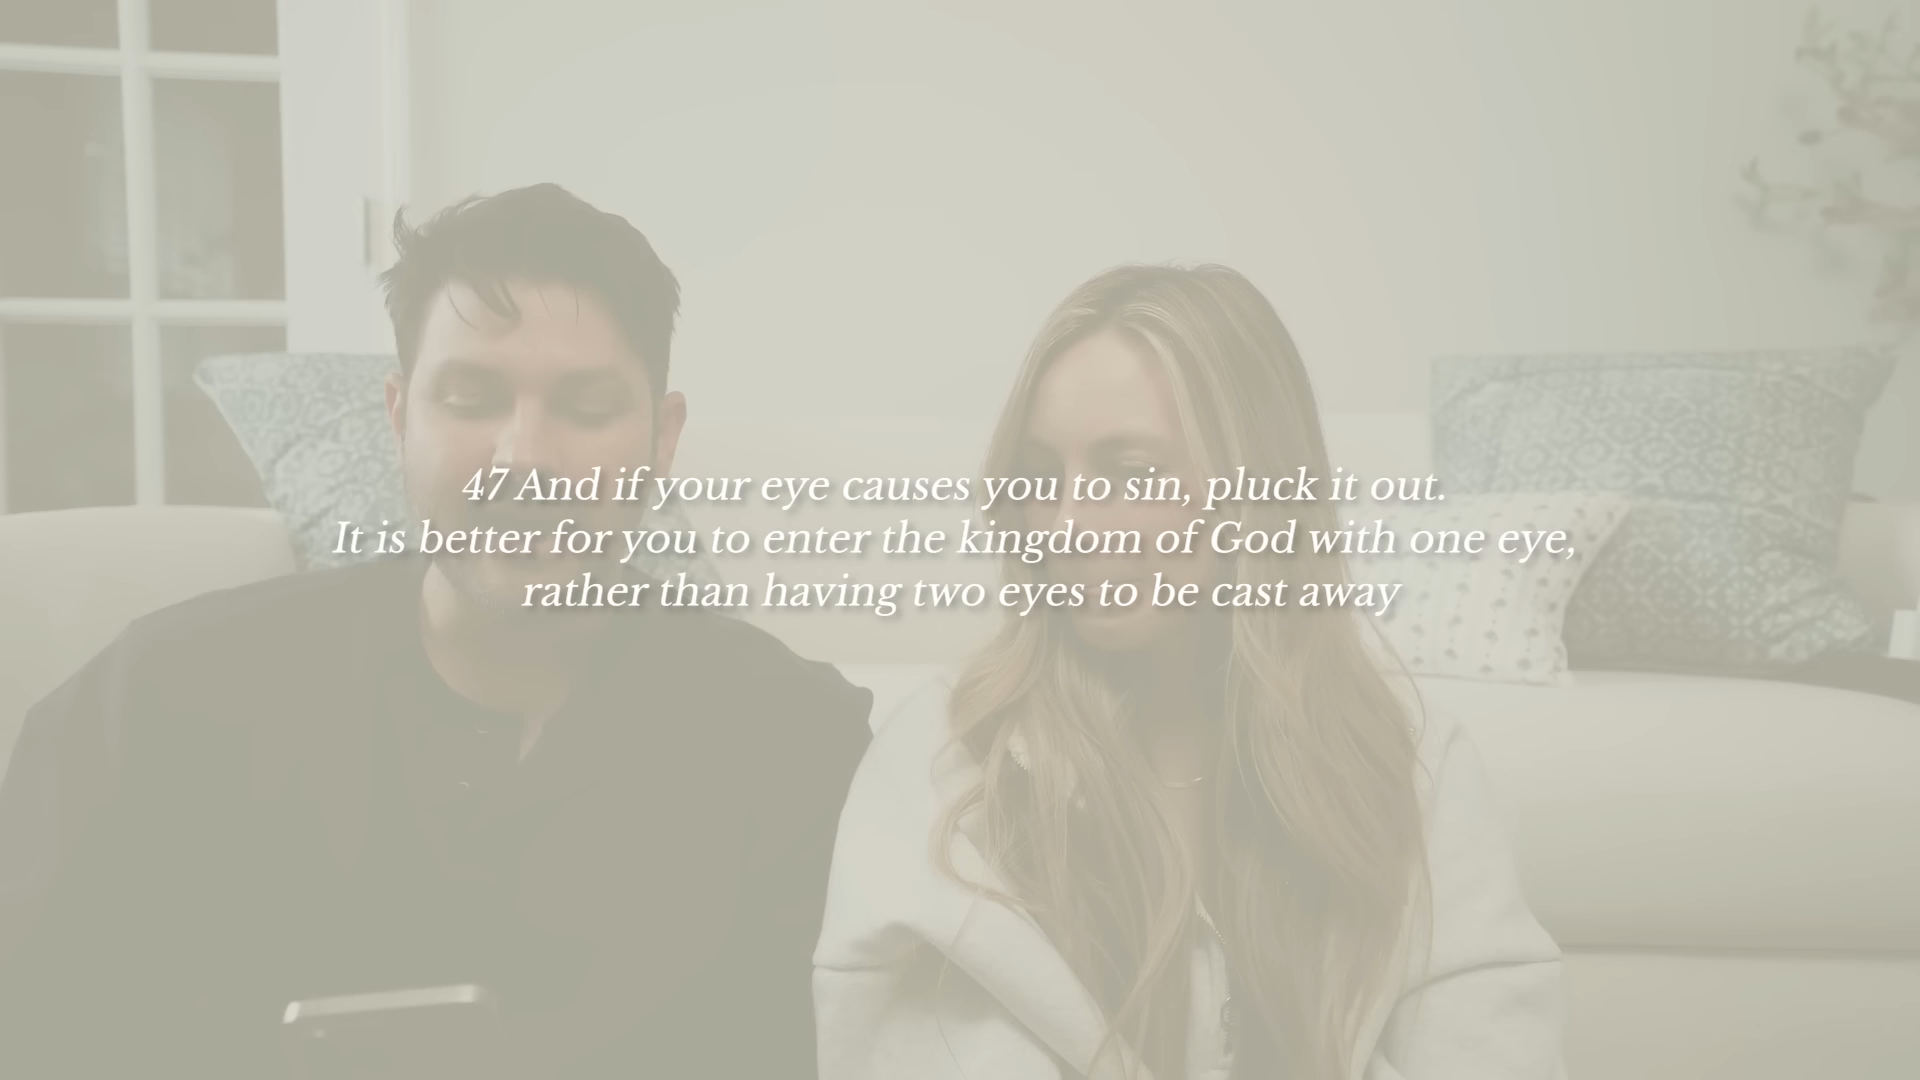 47 And if your eye causes you to sin, pluck it out.
It is better for you to enter the kingdom of God with one eye,
rather than having two eyes to be cast away